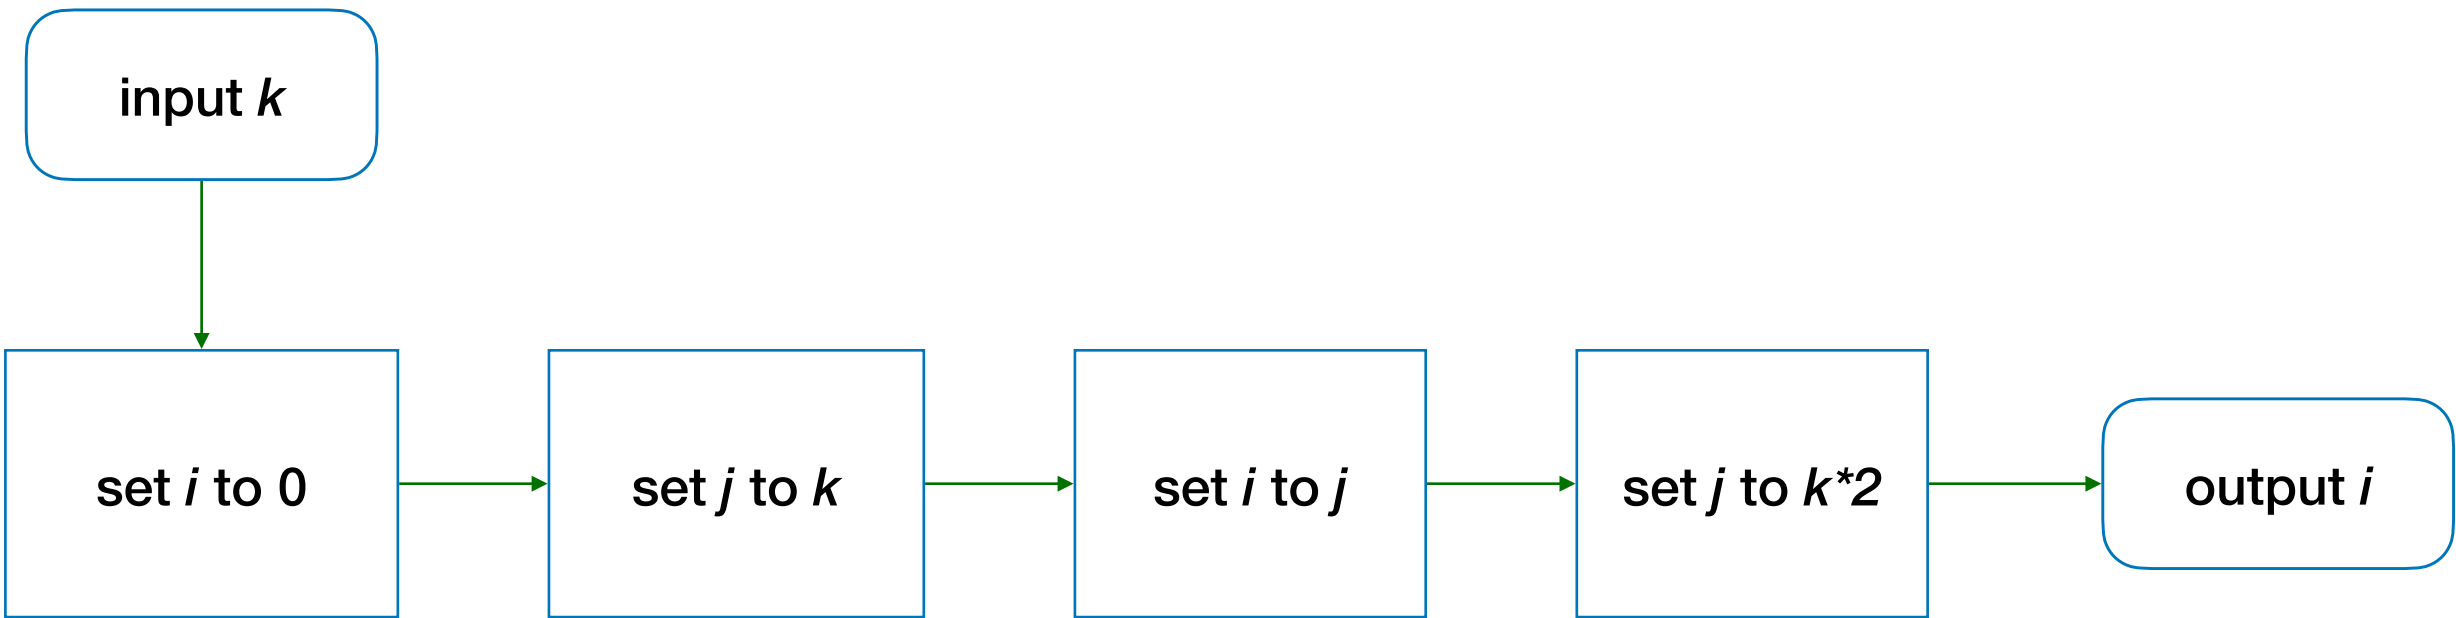 input k
set i to 0
set j to k
set i to j
set j to k*2
output i